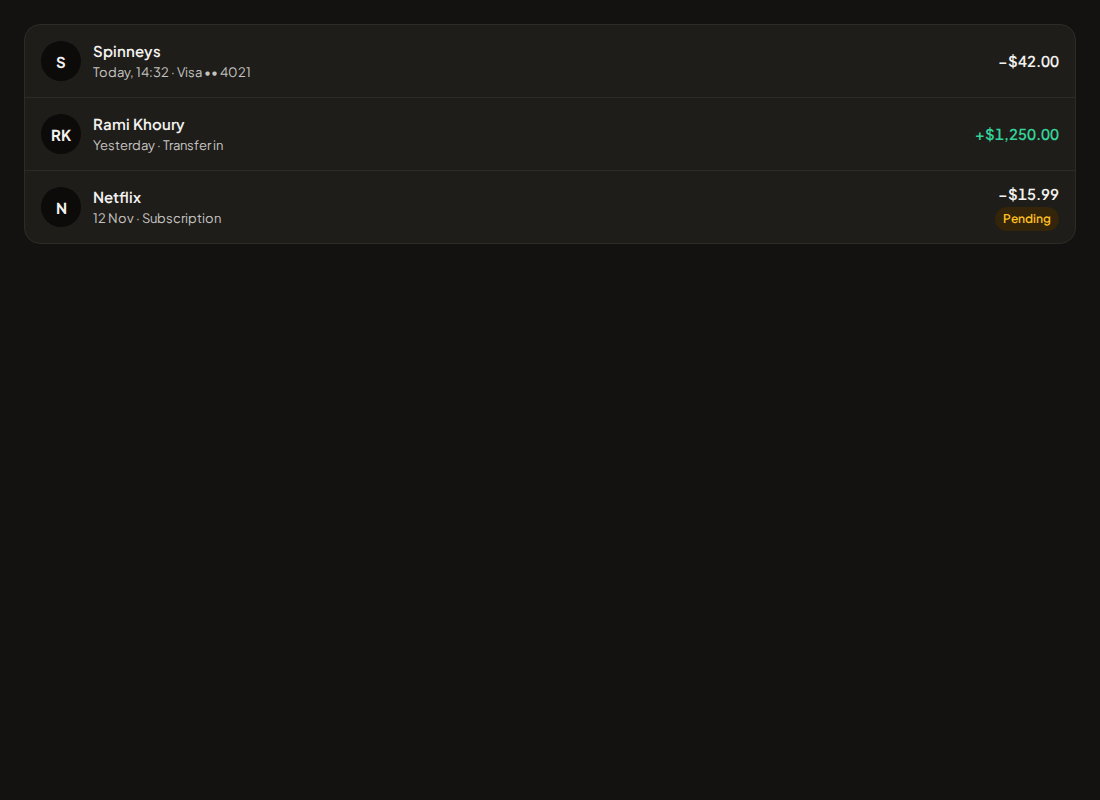 S
Spinneys
Today, 14:32 · Visa •• 4021
−$42.00
RK
Rami Khoury
Yesterday · Transfer in
+$1,250.00
N
Netflix
12 Nov · Subscription
−$15.99
Pending